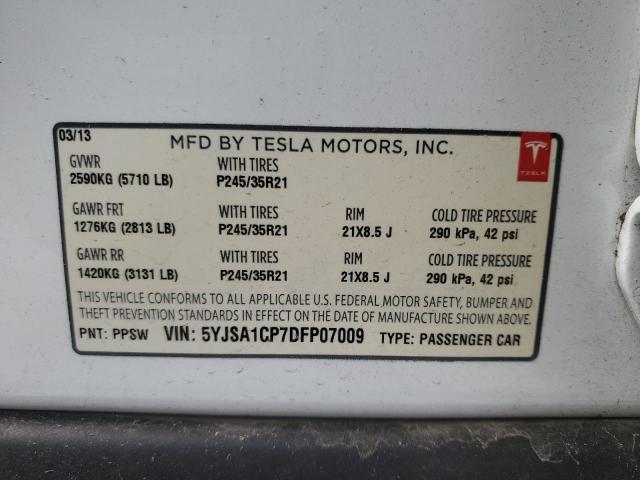 03/13
MFD BY TESLA MOTORS, INC.
GVWR WITH TIRES
2590KG (5710 LB) P245/35R21
TESLA
GAWR FRT WITH TIRES RIM COLD TIRE PRESSURE
1276KG (2813 LB) P245/35R21 21X8.5 J 290 kPa, 42 psi
GAWR RR WITH TIRES RIM COLD TIRE PRESSURE
1420KG (3131 LB) P245/35R21 21X8.5 J 290 kPa, 42 psi
THIS VEHICLE CONFORMS TO ALL APPLICABLE U.S. FEDERAL MOTOR SAFETY, BUMPER AND
THEFT PREVENTION STANDARDS IN EFFECT ON THE DATE OF MANUFACTURE SHOWN ABOVE.
PNT: PPSW VIN: 5YJSA1CP7DFP07009 TYPE: PASSENGER CAR